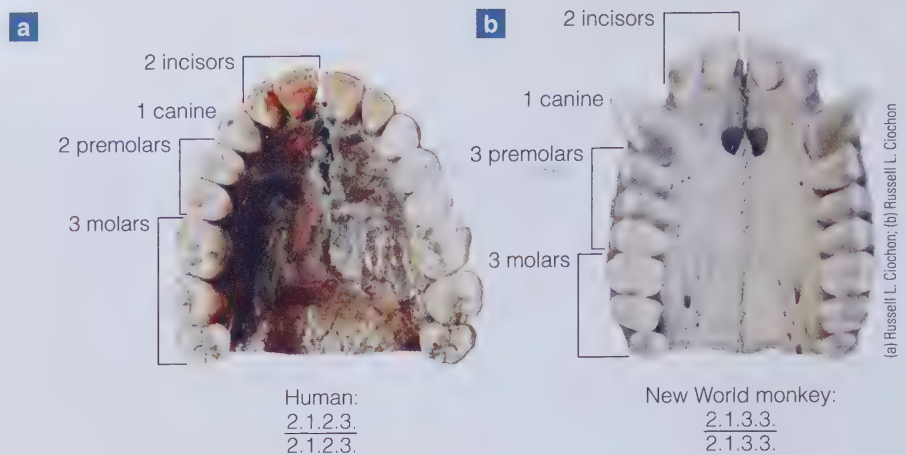 a
2 incisors
1 canine
2 premolars
3 molars
Human:
2.1.2.3.
2.1.2.3.
b
2 incisors
1 canine
3 premolars
3 molars
New World monkey:
2.1.3.3.
2.1.3.3.
(a) Russell L. Ciochon; (b) Russell L. Ciochon